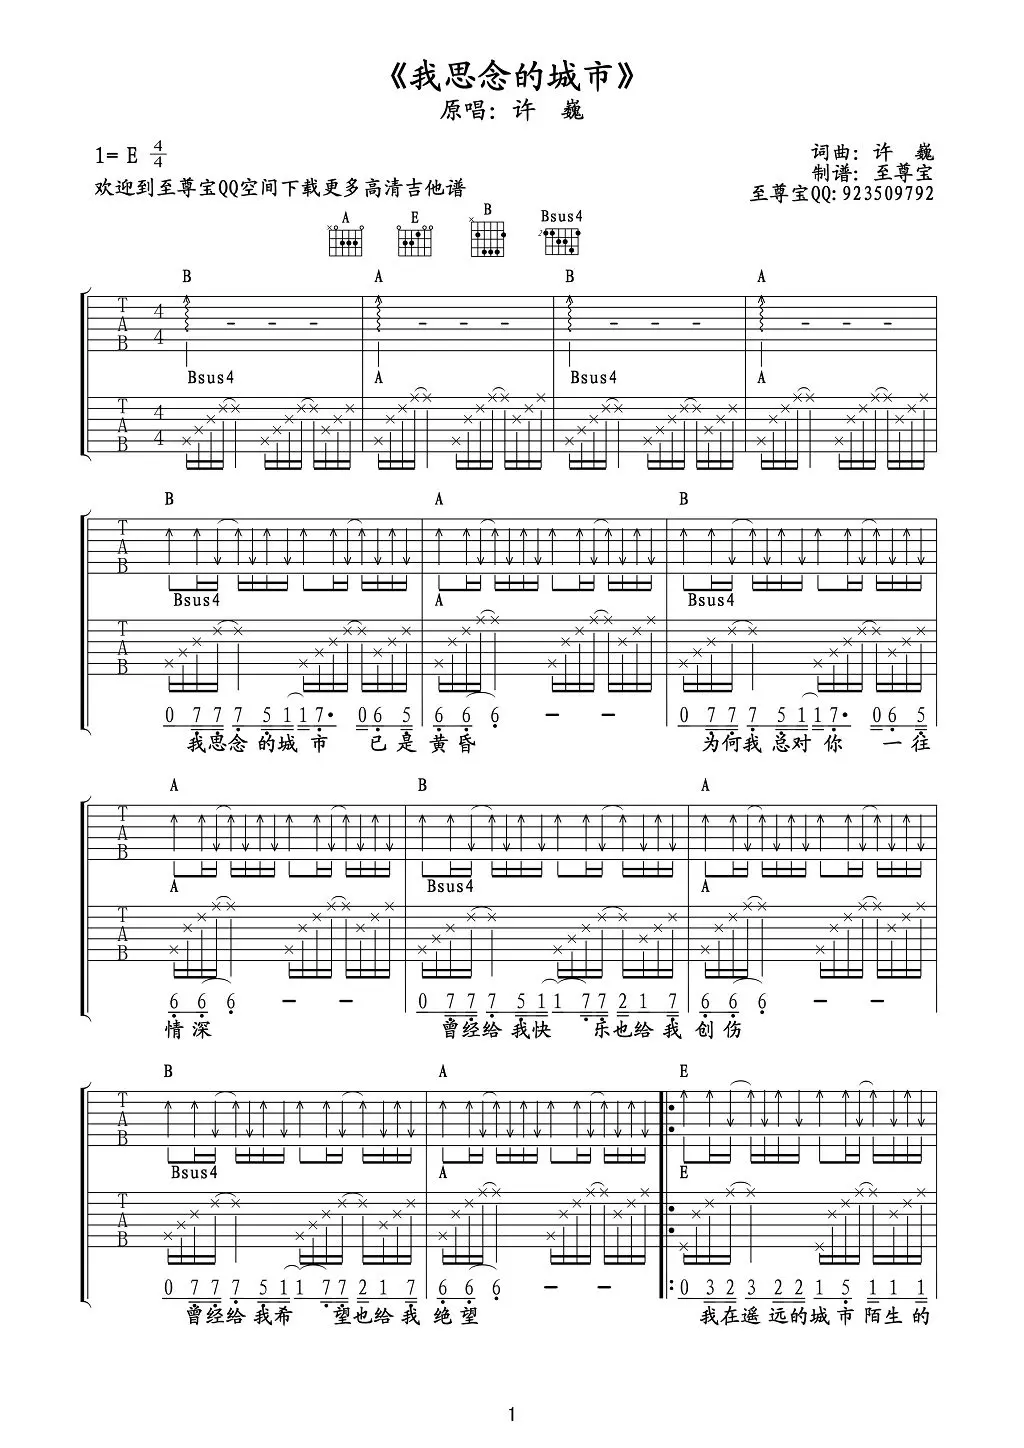 《我思念的城市》
原唱：许 巍
1= E 4/4
词曲：许 巍
制谱：至尊宝
欢迎到至尊宝QQ空间下载更多高清吉他谱
至尊宝QQ:923509792
A E B Bsus4
B A B A
T A B 4/4
Bsus4 A Bsus4 A
T A B 4/4
B A B
T A B
Bsus4 A Bsus4
T A B
0 7 7 7 5 1 1 7· 0 6 5 6 6 6 - - 0 7 7 7 5 1 1 7· 0 6 5
我思念的城市 已是黄昏 为何我总对你 一往
A B A
T A B
A Bsus4 A
T A B
6 6 6 - - 0 7 7 7 5 1 1 7 7 2 1 7 6 6 6 - -
情深 曾经给我快 乐也给我创伤
B A E
T A B
Bsus4 A E
T A B
0 7 7 7 5 1 1 7 7 2 1 7 6 6 6 - - 0 3 2 3 2 2 1 5 1 1 1
曾经给我希 望也给我绝望 我在遥远的城市陌生的
1